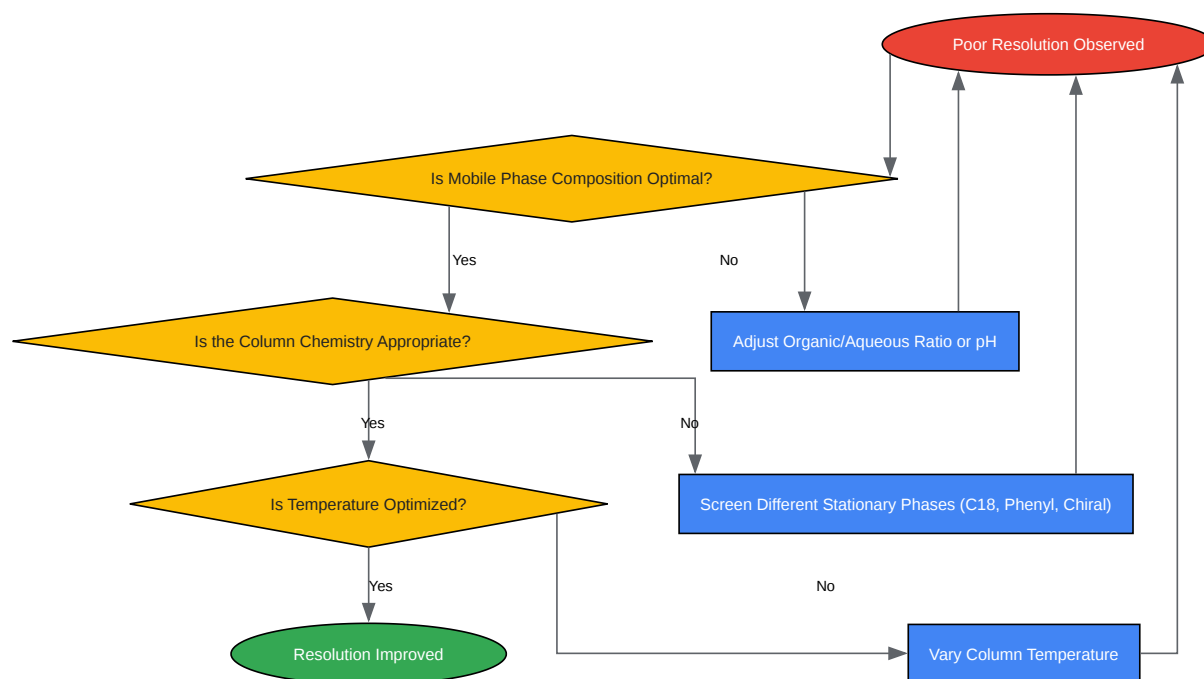 Poor Resolution Observed
Is Mobile Phase Composition Optimal?
Yes
No
Is the Column Chemistry Appropriate?
Adjust Organic/Aqueous Ratio or pH
Yes
No
Is Temperature Optimized?
Screen Different Stationary Phases (C18, Phenyl, Chiral)
Yes
No
Resolution Improved
Vary Column Temperature